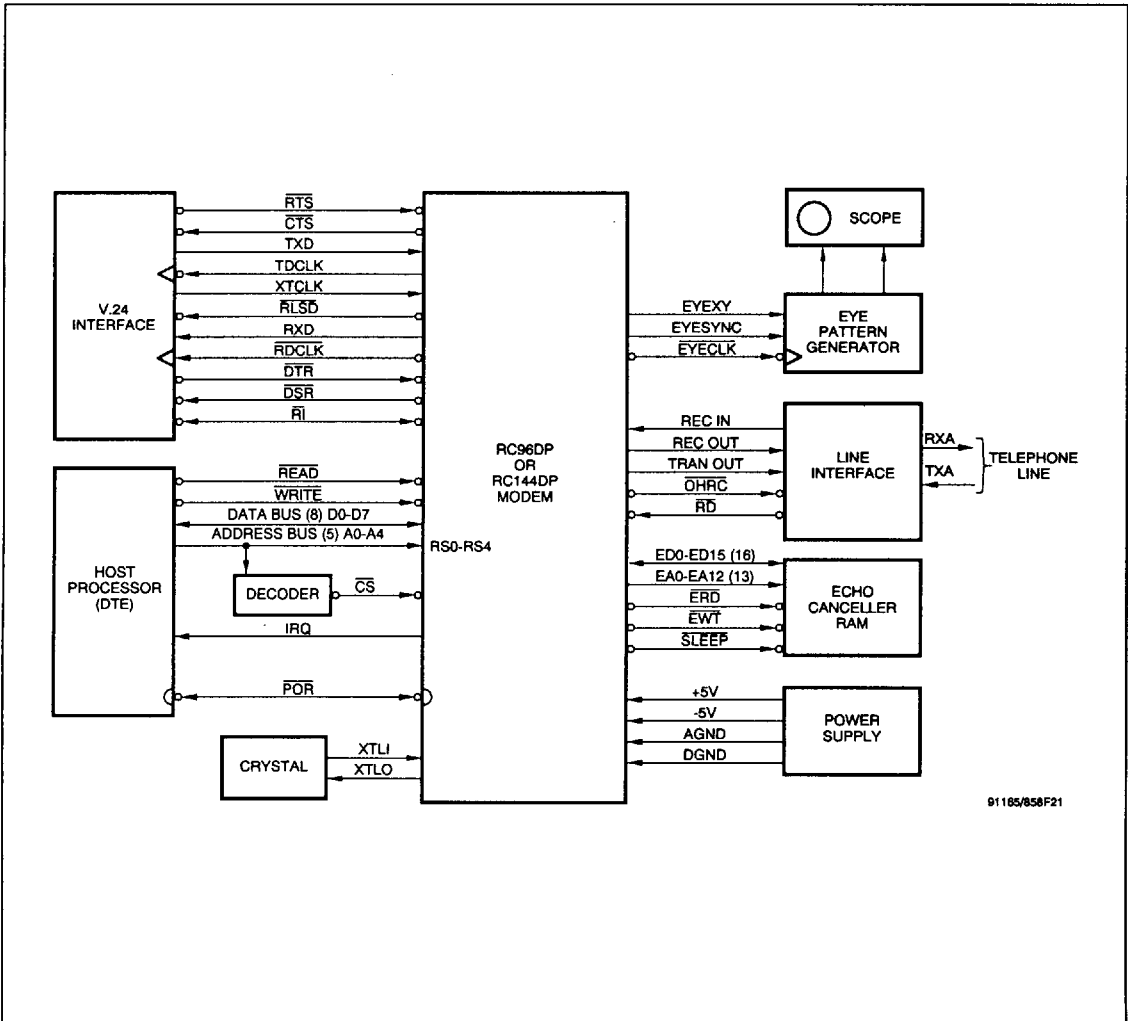 V.24
INTERFACE
RTS
CTS
TXD
TDCLK
XTCLK
RLSD
RXD
RDCLK
DTR
DSR
RI
HOST
PROCESSOR
(DTE)
READ
WRITE
DATA BUS (8) D0-D7
ADDRESS BUS (5) A0-A4
RS0-RS4
DECODER
CS
IRQ
POR
CRYSTAL
XTLI
XTLO
RC96DP
OR
RC144DP
MODEM
SCOPE
EYEXY
EYESYNC
EYECLK
EYE
PATTERN
GENERATOR
REC IN
REC OUT
TRAN OUT
OHRC
RD
LINE
INTERFACE
RXA
TXA
TELEPHONE
LINE
ED0-ED15 (16)
EA0-EA12 (13)
ERD
EWT
SLEEP
ECHO
CANCELLER
RAM
+5V
-5V
AGND
DGND
POWER
SUPPLY
91165/858F21